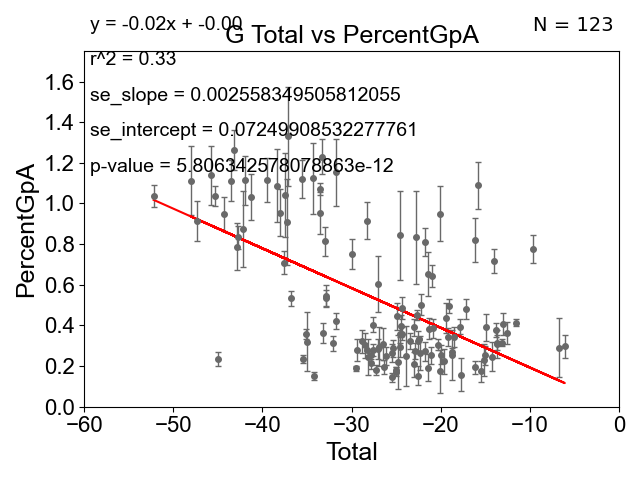 y = -0.02x + -0.00
G Total vs PercentGpA
N = 123
r^2 = 0.33
se_slope = 0.002558349505812055
se_intercept = 0.07249908532277761
p-value = 5.806342578078863e-12
PercentGpA
1.6
1.4
1.2
1.0
0.8
0.6
0.4
0.2
0.0
−60
−50
−40
−30
−20
−10
0
Total